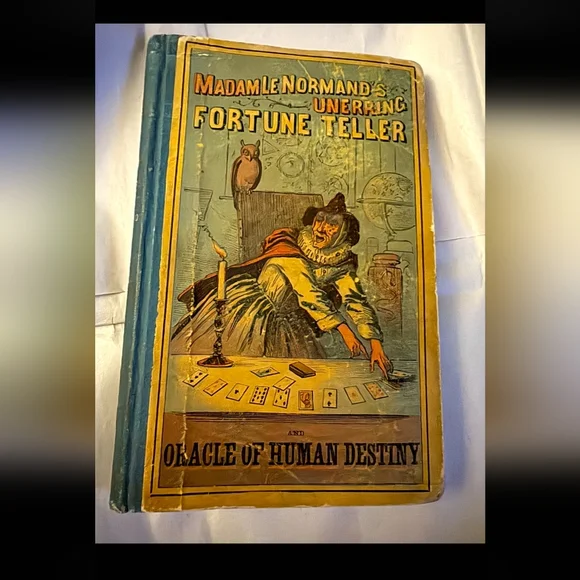 MADAM LE NORMAND'S
UNERRING
FORTUNE TELLER
AND
ORACLE OF HUMAN DESTINY